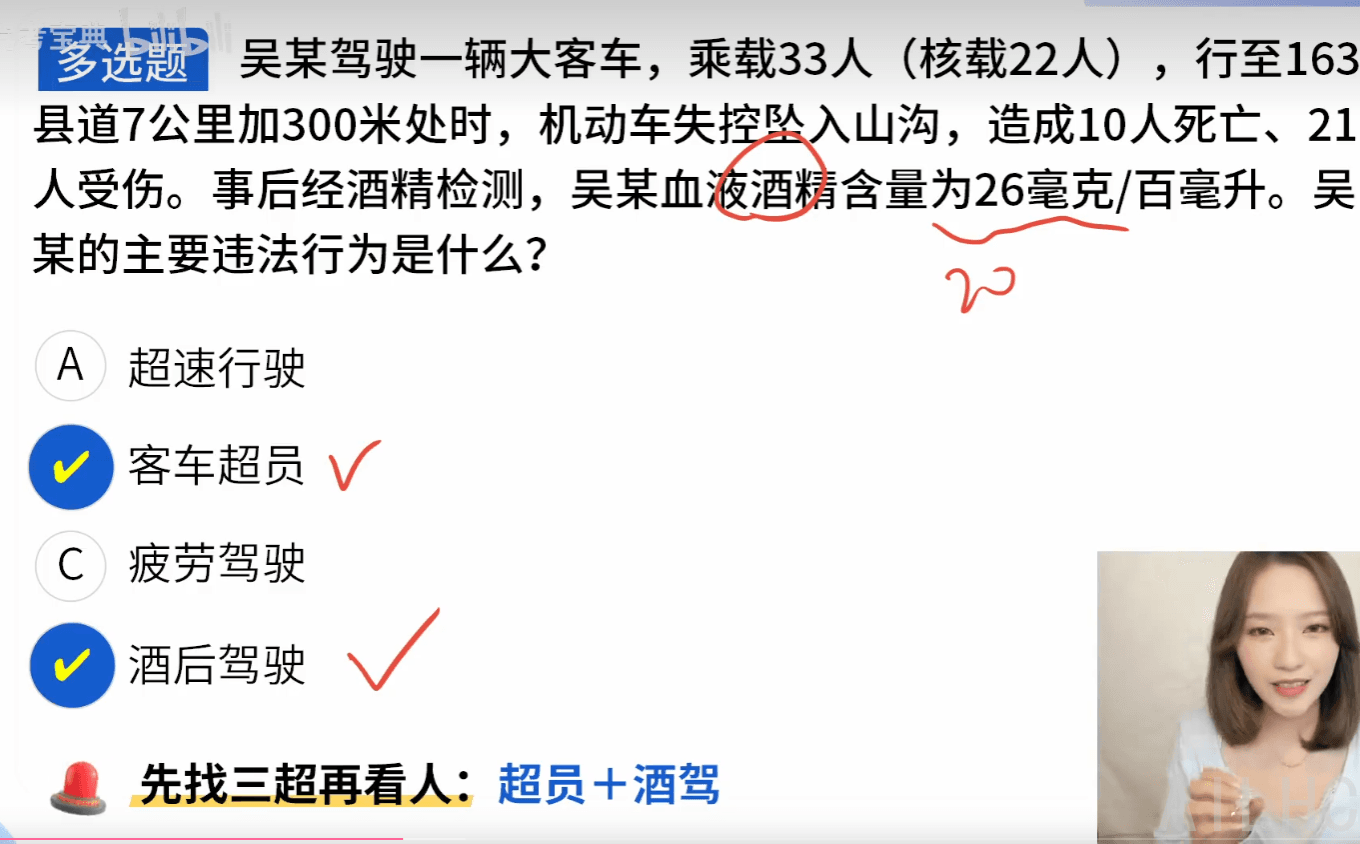 多选题 吴某驾驶一辆大客车，乘载33人（核载22人），行至163
县道7公里加300米处时，机动车失控坠入山沟，造成10人死亡、21
人受伤。事后经酒精检测，吴某血液酒精含量为26毫克/百毫升。吴
某的主要违法行为是什么？
20
A 超速行驶
客车超员
C 疲劳驾驶
酒后驾驶
先找三超再看人：超员＋酒驾